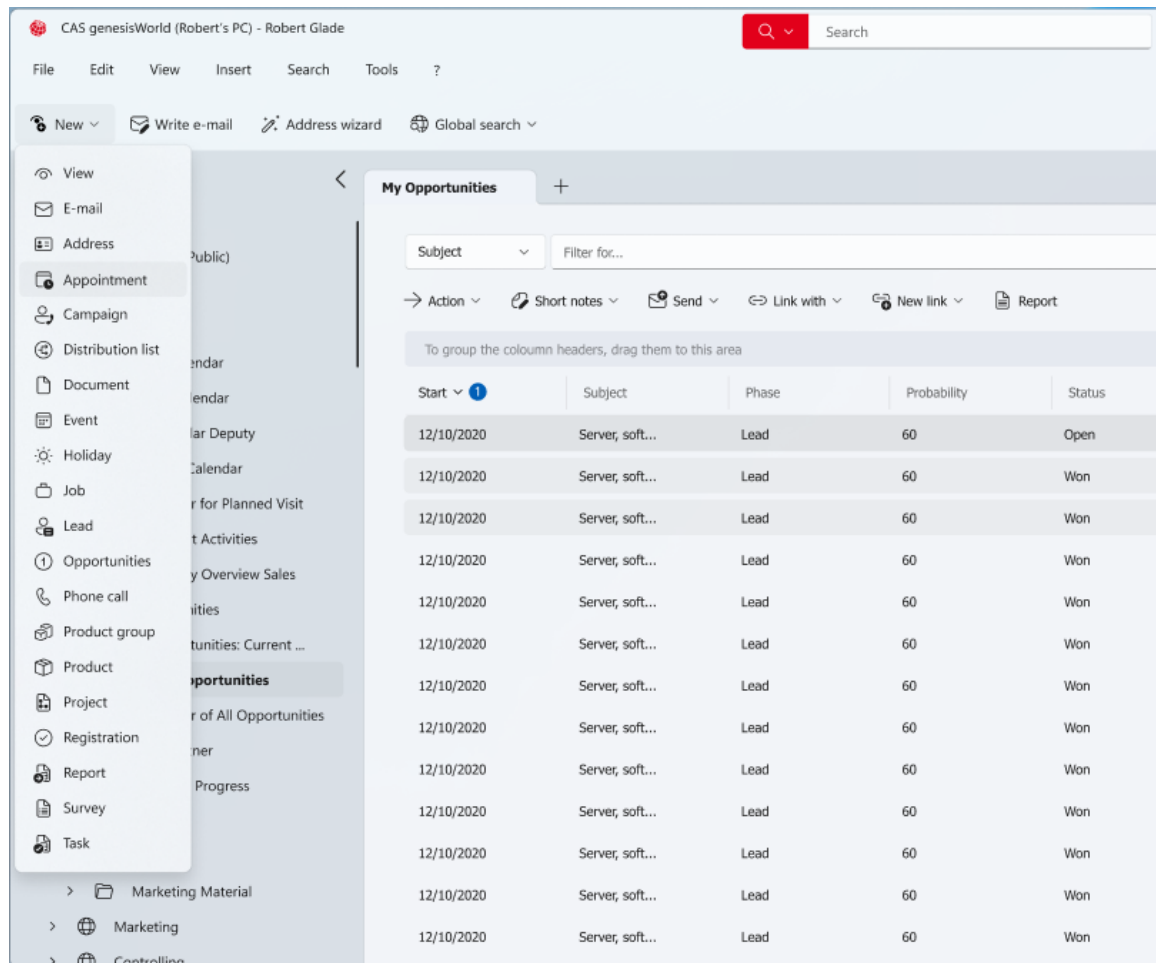 CAS genesisWorld (Robert's PC) - Robert Glade
Search
File Edit View Insert Search Tools ?
New Write e-mail Address wizard Global search
View
E-mail
Address
Appointment
Campaign
Distribution list
Document
Event
Holiday
Job
Lead
Opportunities
Phone call
Product group
Product
Project
Registration
Report
Survey
Task
Public)
endar
endar
lar Deputy
Calendar
r for Planned Visit
t Activities
y Overview Sales
nities
tunities: Current ...
pportunities
r of All Opportunities
tner
Progress
Marketing Material
Marketing
Controlling
My Opportunities
Subject Filter for...
Action Short notes Send Link with New link Report
To group the coloumn headers, drag them to this area
Start 1 Subject Phase Probability Status
12/10/2020 Server, soft... Lead 60 Open
12/10/2020 Server, soft... Lead 60 Won
12/10/2020 Server, soft... Lead 60 Won
12/10/2020 Server, soft... Lead 60 Won
12/10/2020 Server, soft... Lead 60 Won
12/10/2020 Server, soft... Lead 60 Won
12/10/2020 Server, soft... Lead 60 Won
12/10/2020 Server, soft... Lead 60 Won
12/10/2020 Server, soft... Lead 60 Won
12/10/2020 Server, soft... Lead 60 Won
12/10/2020 Server, soft... Lead 60 Won
12/10/2020 Server, soft... Lead 60 Won
12/10/2020 Server, soft... Lead 60 Won